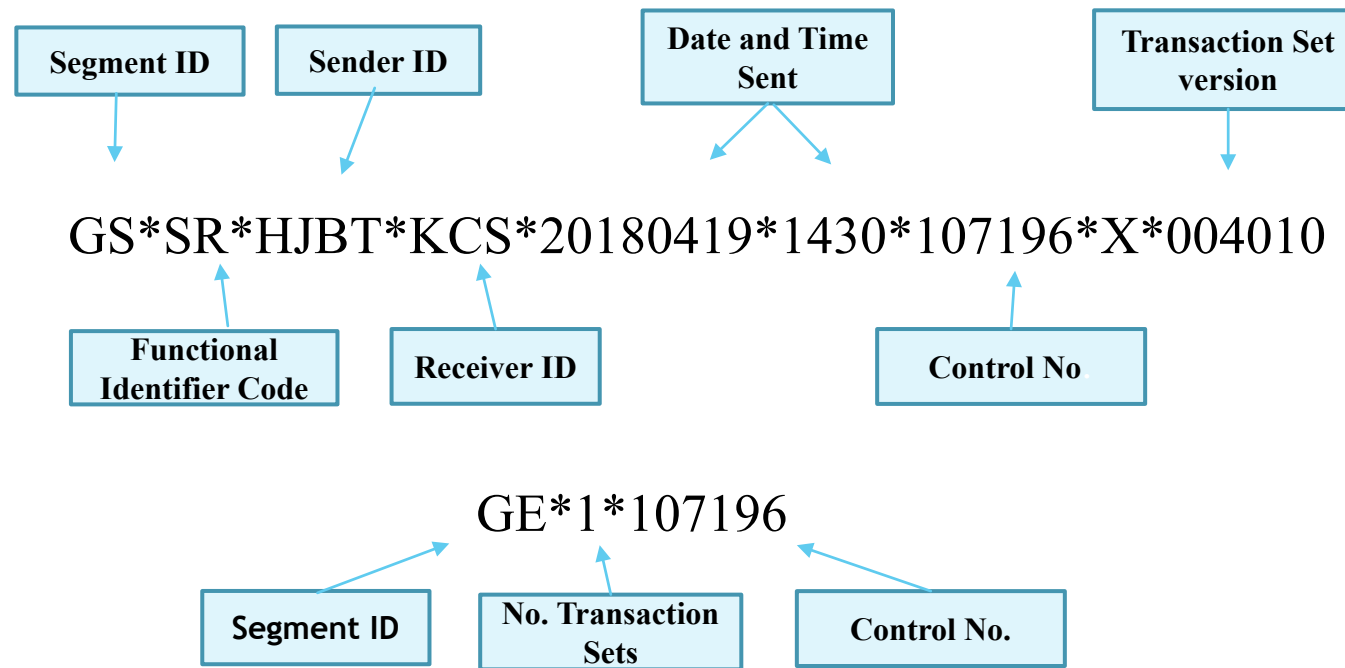 Segment ID
Sender ID
Date and Time
Sent
Transaction Set
version
GS*SR*HJBT*KCS*20180419*1430*107196*X*004010
Functional
Identifier Code
Receiver ID
Control No.
GE*1*107196
Segment ID
No. Transaction
Sets
Control No.